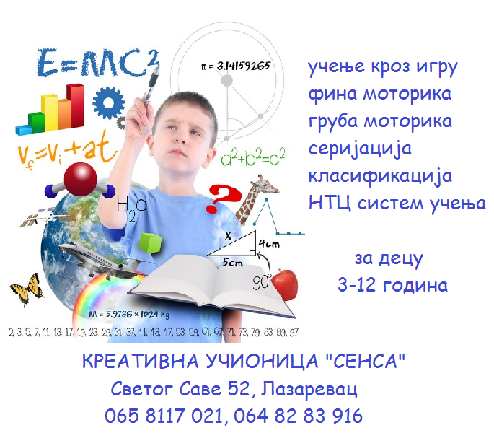 E=MC²
π = 3.14159265
учење кроз игру
фина моторика
груба моторика
серијација
класификација
НТЦ систем учења
Vf=Vi+at
a²+b²=c²
H2O
?
x
4cm
5cm
90°
за децу
3-12 година
КРЕАТИВНА УЧИОНИЦА "СЕНСА"
Светог Саве 52, Лазаревац
065 8117 021, 064 82 83 916